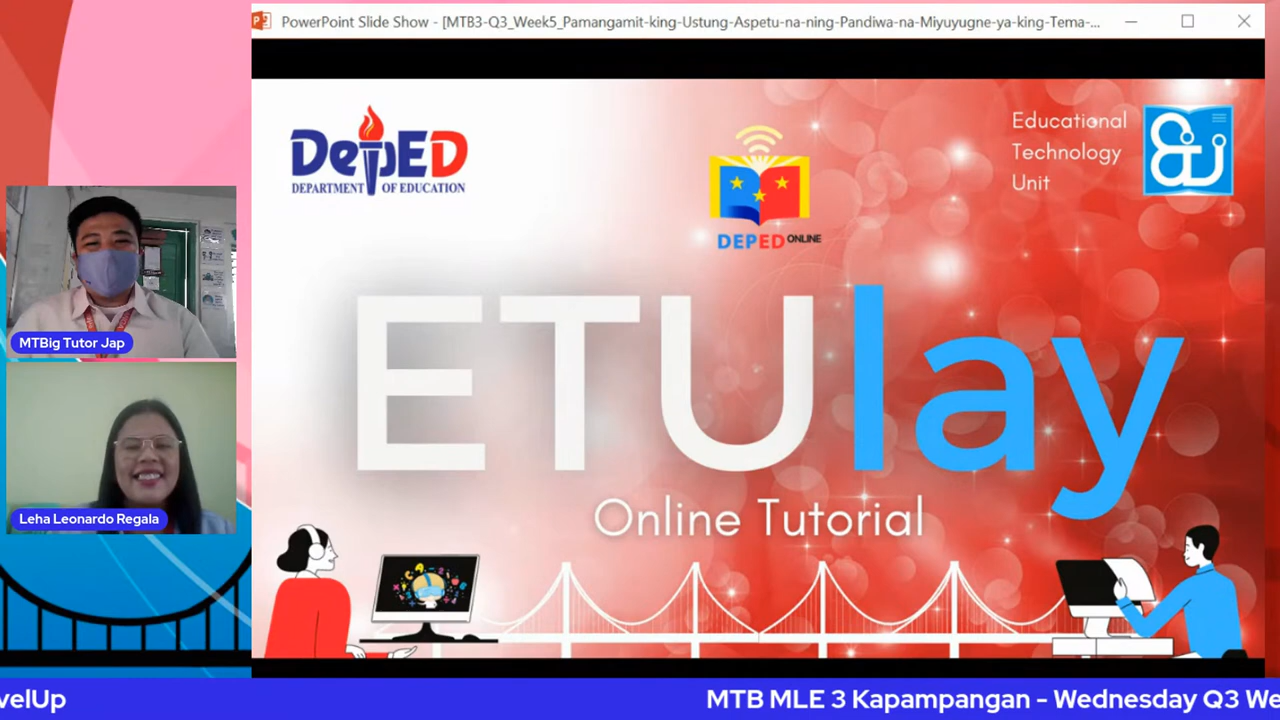 PowerPoint Slide Show - [MTB3-Q3_Week5_Pamangamit-king-Ustung-Aspetu-na-ning-Pandiwa-na-Miyuyugne-ya-king-Tema-...
DepED
DEPARTMENT OF EDUCATION
DEPED ONLINE
Educational
Technology
Unit
ETUlay
Online Tutorial
MTBig Tutor Jap
Leha Leonardo Regala
velUp
MTB MLE 3 Kapampangan - Wednesday Q3 We